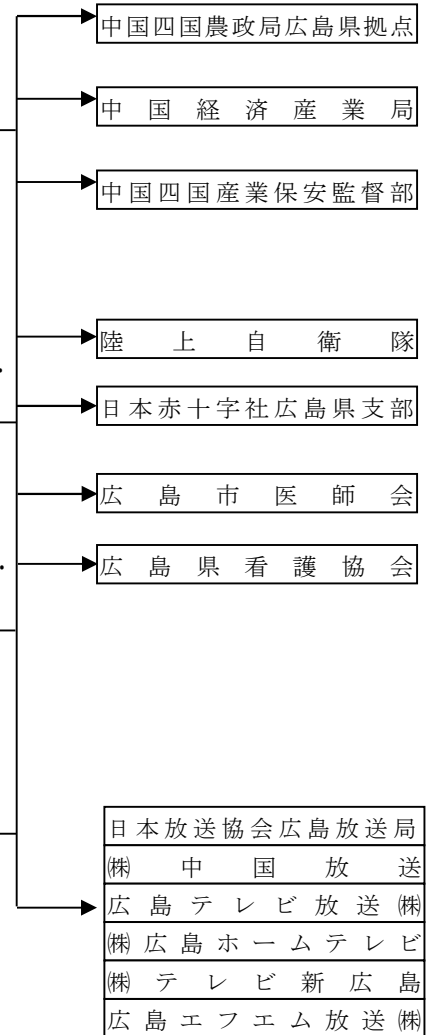 中国四国農政局広島県拠点
中国経済産業局
中国四国産業保安監督部
陸上自衛隊
日本赤十字社広島県支部
広島市医師会
広島県看護協会
日本放送協会広島放送局
㈱中国放送
広島テレビ放送㈱
㈱広島ホームテレビ
㈱テレビ新広島
広島エフエム放送㈱